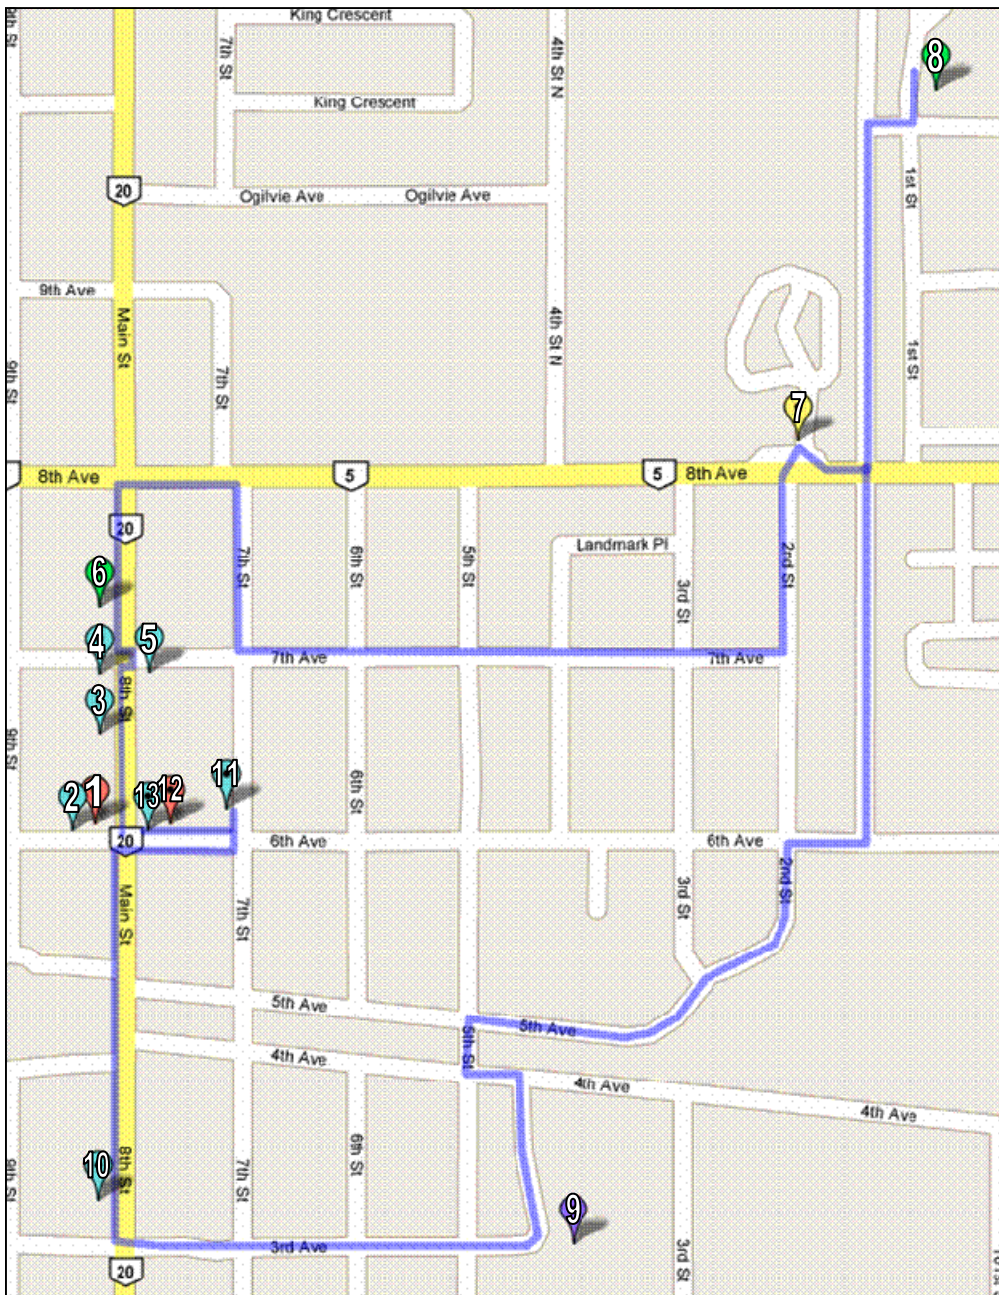 King Crescent
9th St
7th St
4th St N
8
King Crescent
1st St
20
Ogilvie Ave
Ogilvie Ave
9th Ave
Main St
4th St N
1st St
9th St
7th St
7
8th Ave
5
5
8th Ave
20
7th St
6th St
5th St
Landmark Pl
2nd St
3rd St
6
4
5
7th Ave
7th Ave
8th St
3
9th St
6th St
2
1
13
12
11
20
6th Ave
6th Ave
2nd St
3rd St
Main St
7th St
5th Ave
5th Ave
5th St
4th Ave
4th Ave
4th Ave
10
8th St
9th St
7th St
6th St
9
3rd Ave
3rd St
20